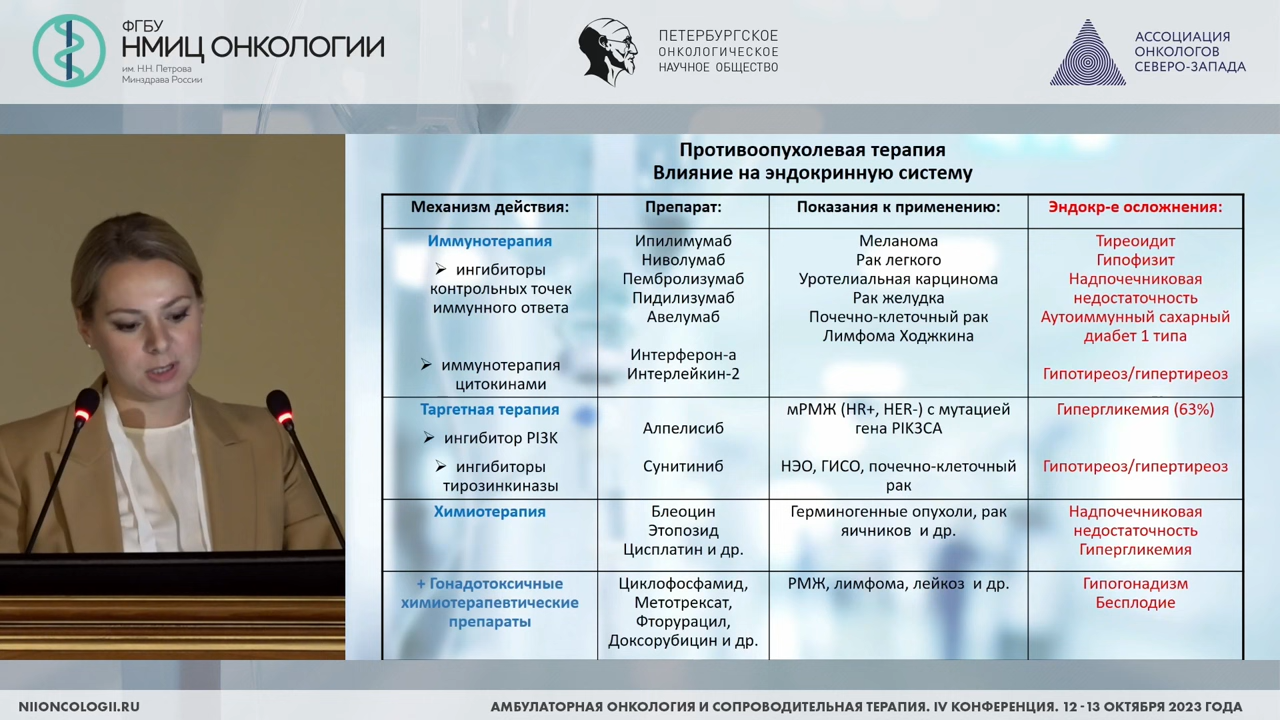 ФГБУ
НМИЦ ОНКОЛОГИИ
им. Н.Н. Петрова
Минздрава России
ПЕТЕРБУРГСКОЕ
ОНКОЛОГИЧЕСКОЕ
НАУЧНОЕ ОБЩЕСТВО
АССОЦИАЦИЯ
ОНКОЛОГОВ
СЕВЕРО-ЗАПАДА
Противоопухолевая терапия
Влияние на эндокринную систему
Механизм действия:
Препарат:
Показания к применению:
Эндокр-е осложнения:
Иммунотерапия
➢ ингибиторы
контрольных точек
иммунного ответа
➢ иммунотерапия
цитокинами
Ипилимумаб
Ниволумаб
Пембролизумаб
Пидилизумаб
Авелумаб
Интерферон-а
Интерлейкин-2
Меланома
Рак легкого
Уротелиальная карцинома
Рак желудка
Почечно-клеточный рак
Лимфома Ходжкина
Тиреоидит
Гипофизит
Надпочечниковая
недостаточность
Аутоиммунный сахарный
диабет 1 типа
Гипотиреоз/гипертиреоз
Таргетная терапия
➢ ингибитор PI3K
➢ ингибиторы
тирозинкиназы
Алпелисиб
Сунитиниб
мРМЖ (HR+, HER-) с мутацией
гена PIK3CA
НЭО, ГИСО, почечно-клеточный
рак
Гипергликемия (63%)
Гипотиреоз/гипертиреоз
Химиотерапия
Блеоцин
Этопозид
Цисплатин и др.
Герминогенные опухоли, рак
яичников и др.
Надпочечниковая
недостаточность
Гипергликемия
+ Гонадотоксичные
химиотерапевтические
препараты
Циклофосфамид,
Метотрексат,
Фторурацил,
Доксорубицин и др.
РМЖ, лимфома, лейкоз и др.
Гипогонадизм
Бесплодие
NIIONCOLOGII.RU
АМБУЛАТОРНАЯ ОНКОЛОГИЯ И СОПРОВОДИТЕЛЬНАЯ ТЕРАПИЯ. IV КОНФЕРЕНЦИЯ. 12 - 13 ОКТЯБРЯ 2023 ГОДА